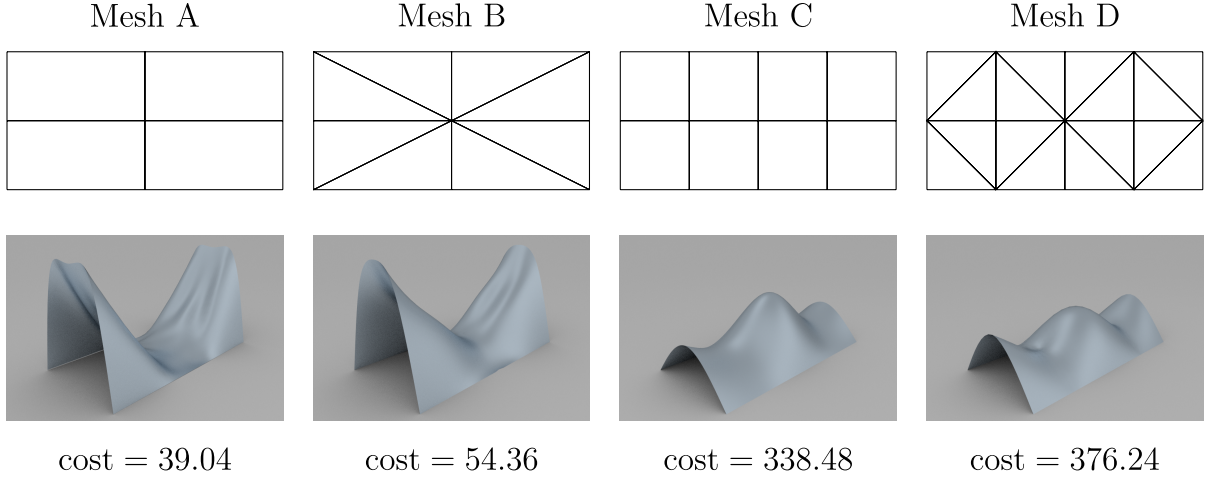 Mesh A Mesh B Mesh C Mesh D
cost = 39.04 cost = 54.36 cost = 338.48 cost = 376.24